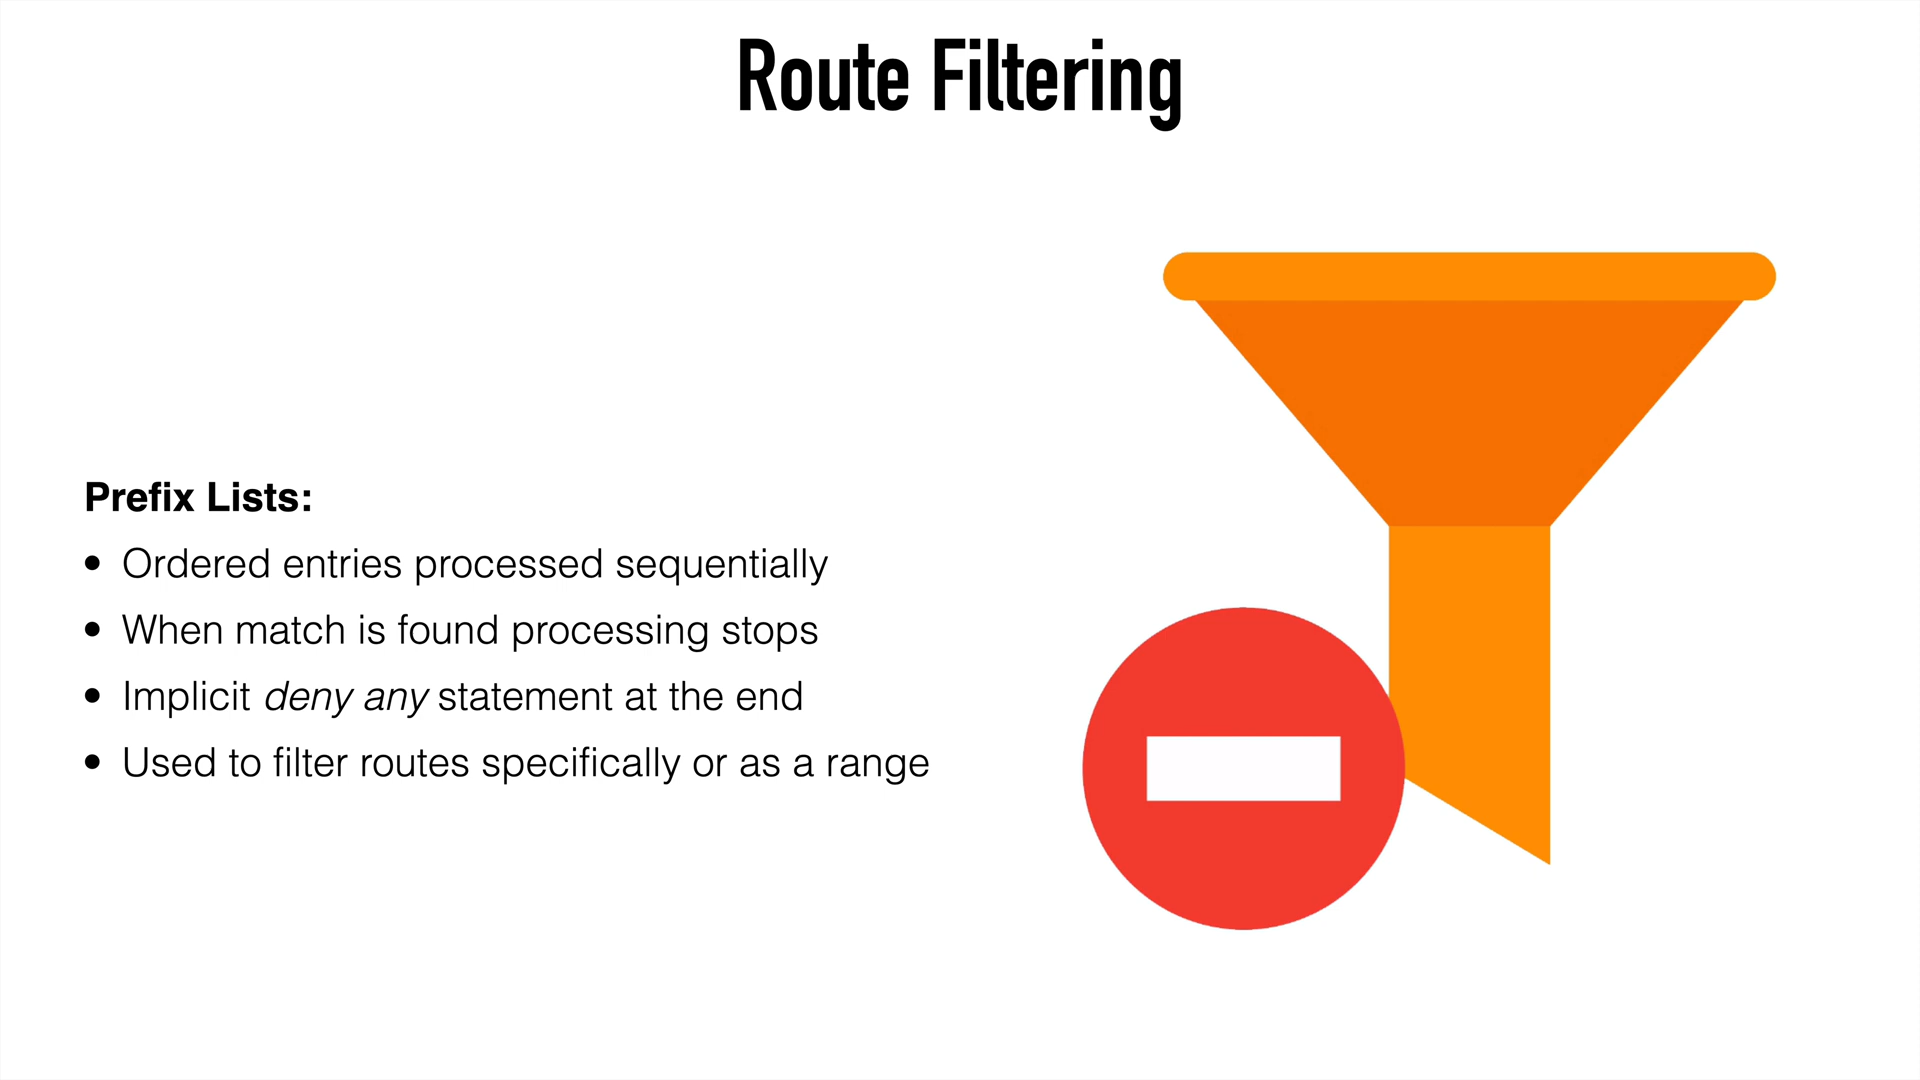 Route Filtering
Prefix Lists:
• Ordered entries processed sequentially
• When match is found processing stops
• Implicit deny any statement at the end
• Used to filter routes specifically or as a range